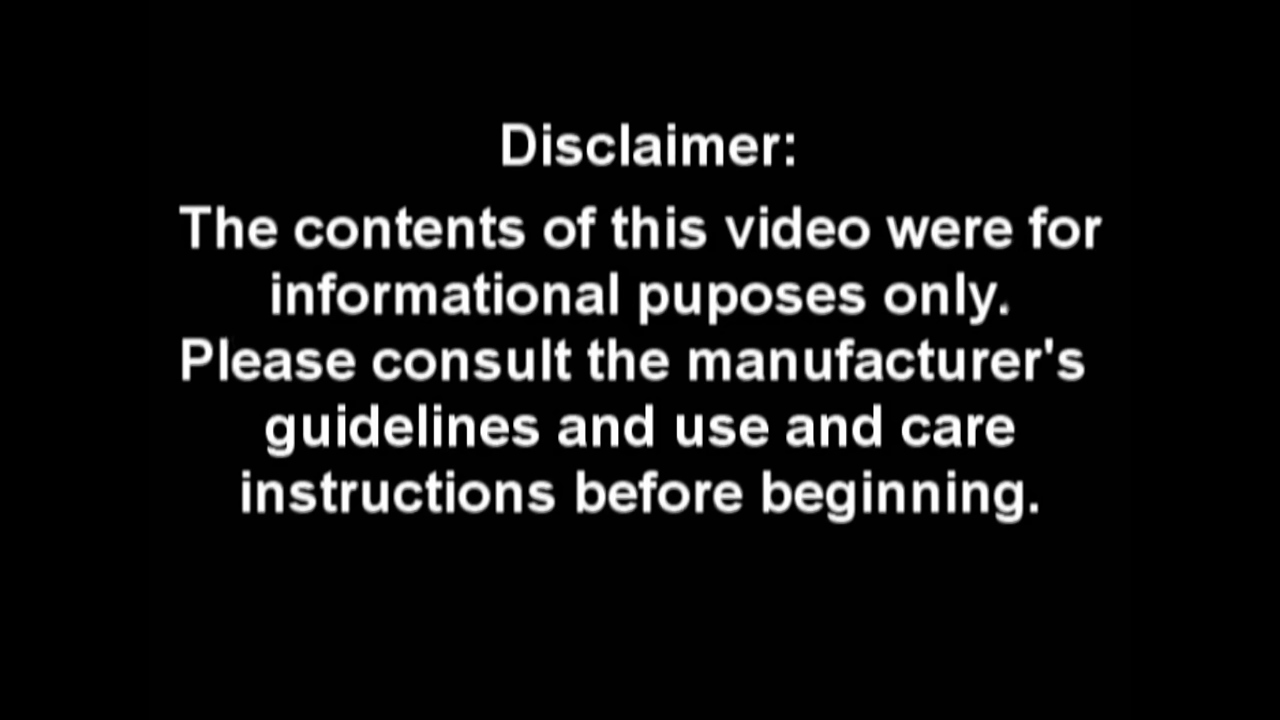 Disclaimer:
The contents of this video were for
informational puposes only.
Please consult the manufacturer's
guidelines and use and care
instructions before beginning.